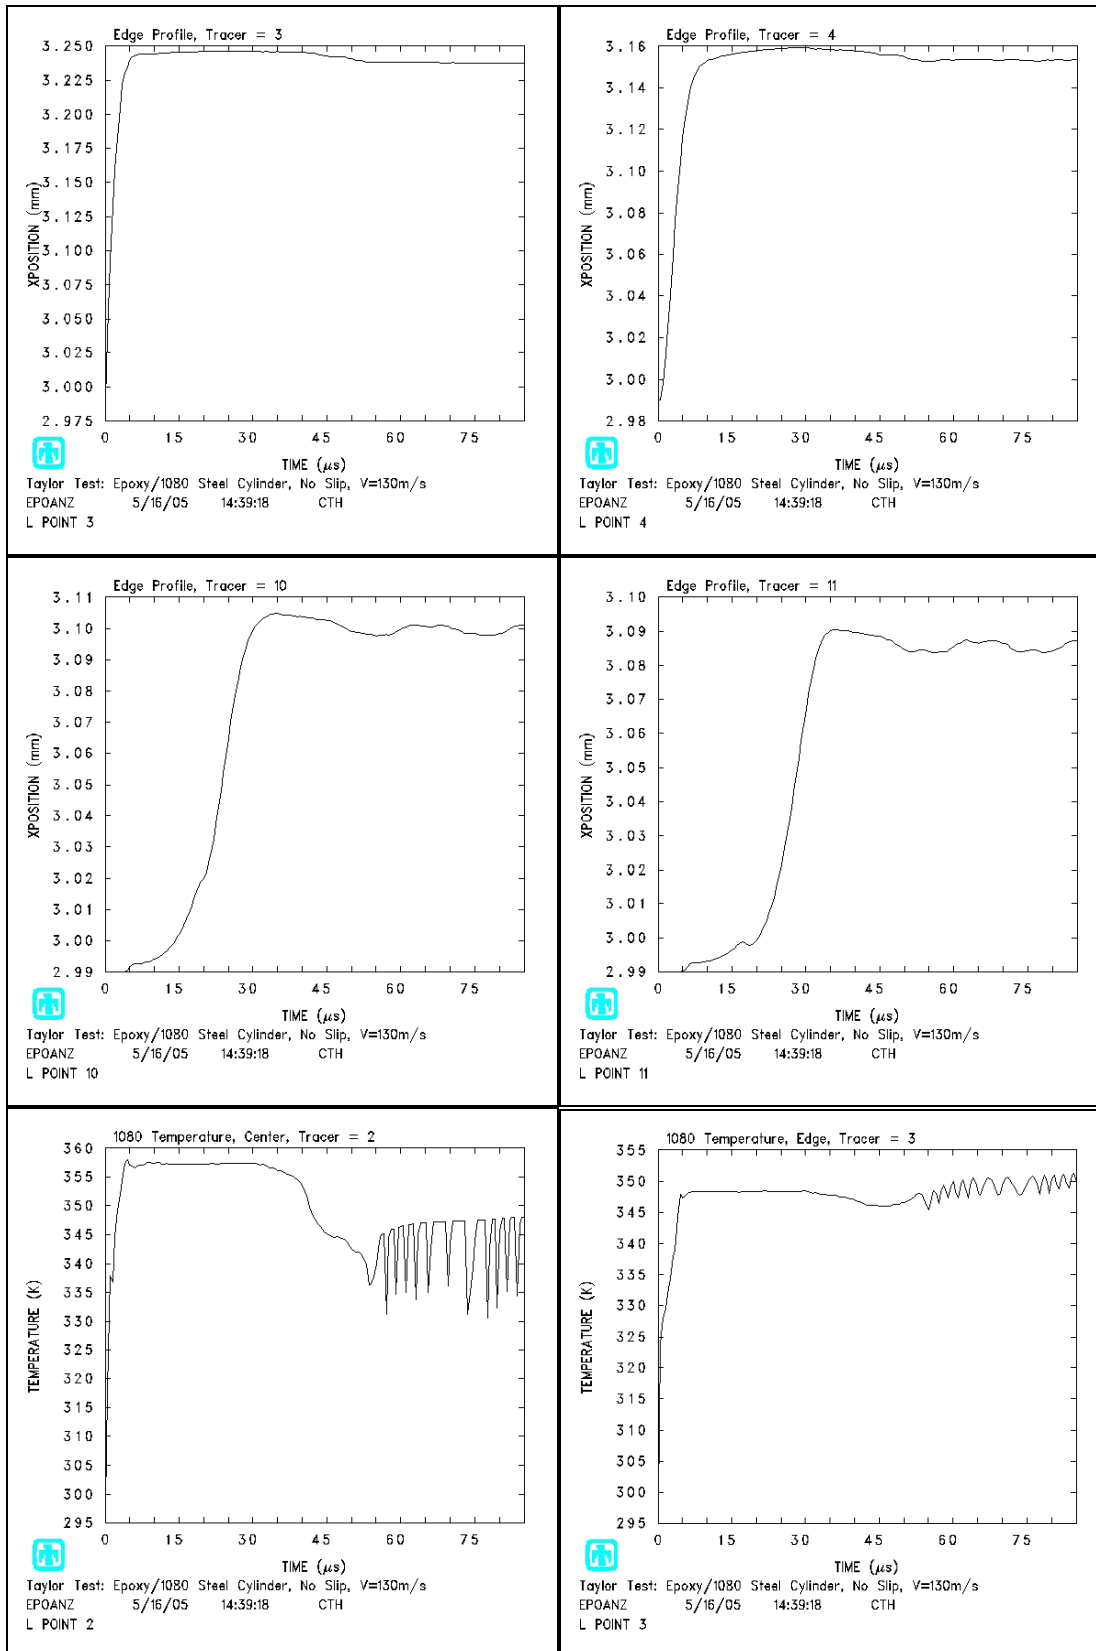 Edge Profile, Tracer = 3
3.250
3.225
3.200
3.175
3.150
3.125
3.100
3.075
3.050
3.025
3.000
2.975
XPOSITION (mm)
0 15 30 45 60 75
TIME (μs)
Taylor Test: Epoxy/1080 Steel Cylinder, No Slip, V=130m/s
EPOANZ 5/16/05 14:39:18 CTH
L POINT 3
Edge Profile, Tracer = 4
3.16
3.14
3.12
3.10
3.08
3.06
3.04
3.02
3.00
2.98
XPOSITION (mm)
0 15 30 45 60 75
TIME (μs)
Taylor Test: Epoxy/1080 Steel Cylinder, No Slip, V=130m/s
EPOANZ 5/16/05 14:39:18 CTH
L POINT 4
Edge Profile, Tracer = 10
3.11
3.10
3.09
3.08
3.07
3.06
3.05
3.04
3.03
3.02
3.01
3.00
2.99
XPOSITION (mm)
0 15 30 45 60 75
TIME (μs)
Taylor Test: Epoxy/1080 Steel Cylinder, No Slip, V=130m/s
EPOANZ 5/16/05 14:39:18 CTH
L POINT 10
Edge Profile, Tracer = 11
3.10
3.09
3.08
3.07
3.06
3.05
3.04
3.03
3.02
3.01
3.00
2.99
XPOSITION (mm)
0 15 30 45 60 75
TIME (μs)
Taylor Test: Epoxy/1080 Steel Cylinder, No Slip, V=130m/s
EPOANZ 5/16/05 14:39:18 CTH
L POINT 11
1080 Temperature, Center, Tracer = 2
360
355
350
345
340
335
330
325
320
315
310
305
300
295
TEMPERATURE (K)
0 15 30 45 60 75
TIME (μs)
Taylor Test: Epoxy/1080 Steel Cylinder, No Slip, V=130m/s
EPOANZ 5/16/05 14:39:18 CTH
L POINT 2
1080 Temperature, Edge, Tracer = 3
355
350
345
340
335
330
325
320
315
310
305
300
295
TEMPERATURE (K)
0 15 30 45 60 75
TIME (μs)
Taylor Test: Epoxy/1080 Steel Cylinder, No Slip, V=130m/s
EPOANZ 5/16/05 14:39:18 CTH
L POINT 3